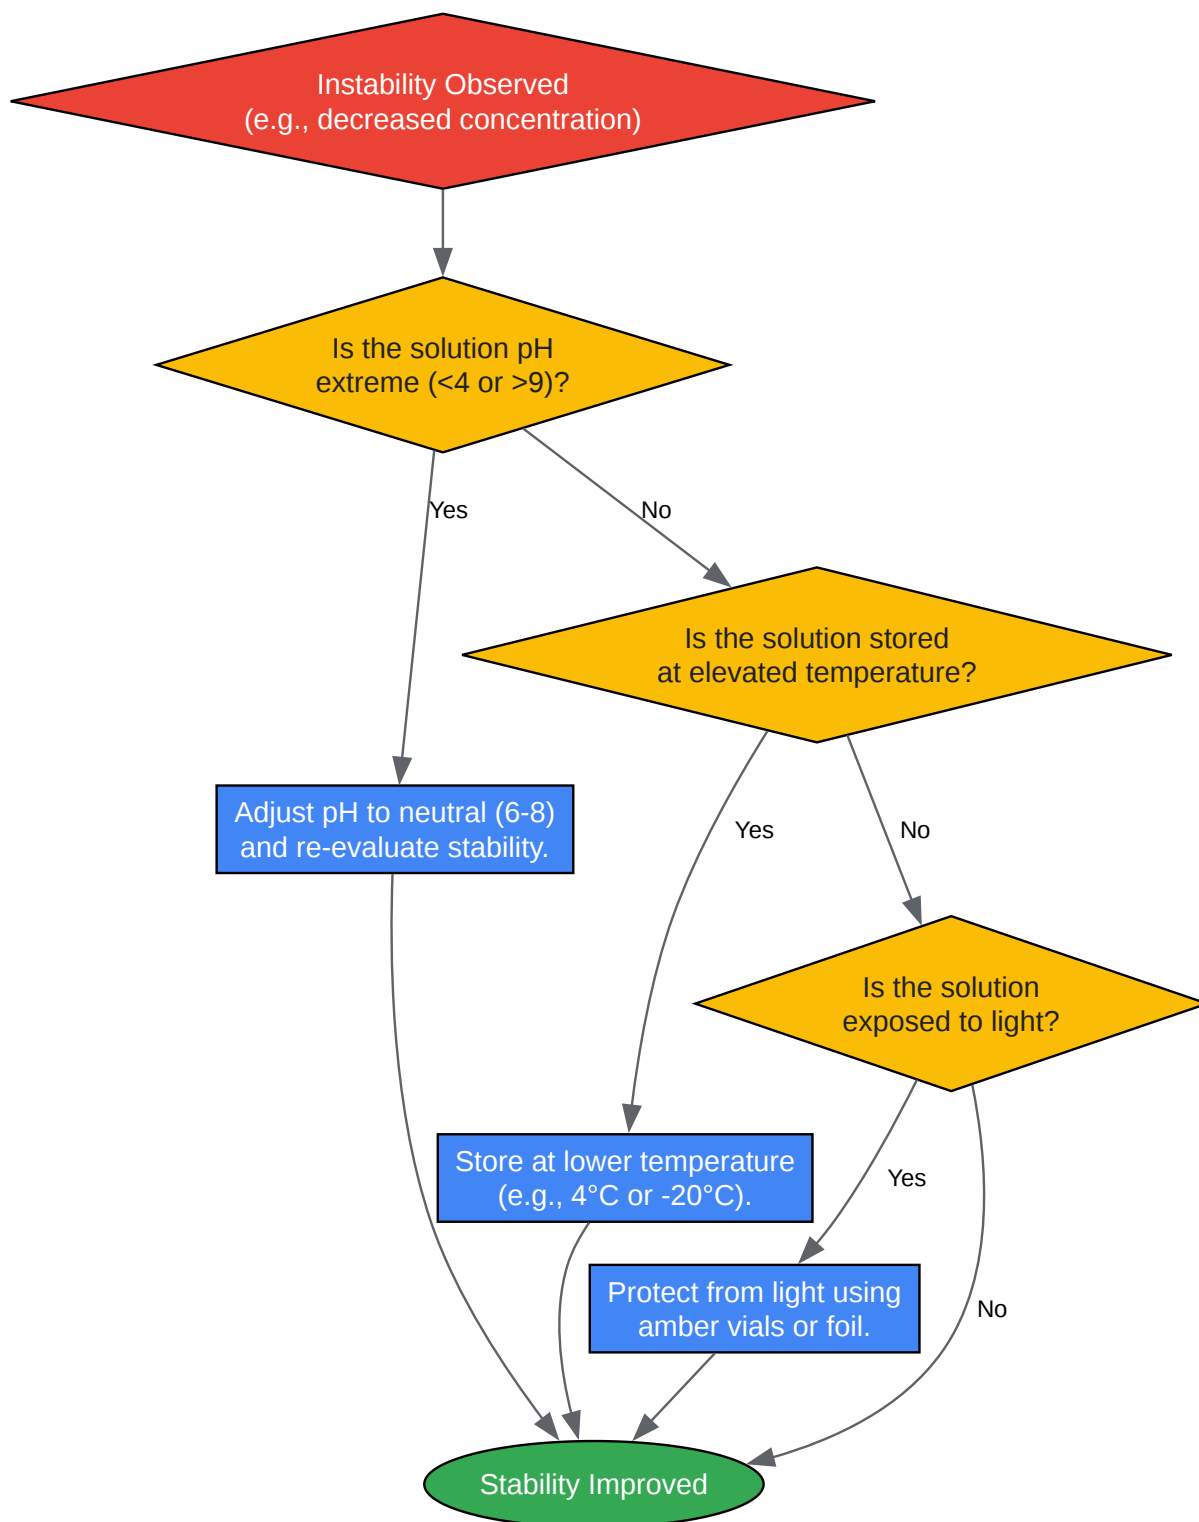 Instability Observed
(e.g., decreased concentration)
Is the solution pH
extreme (<4 or >9)?
Yes
No
Is the solution stored
at elevated temperature?
Adjust pH to neutral (6-8)
and re-evaluate stability.
Yes
No
Is the solution
exposed to light?
Store at lower temperature
(e.g., 4°C or -20°C).
Yes
Protect from light using
amber vials or foil.
No
Stability Improved